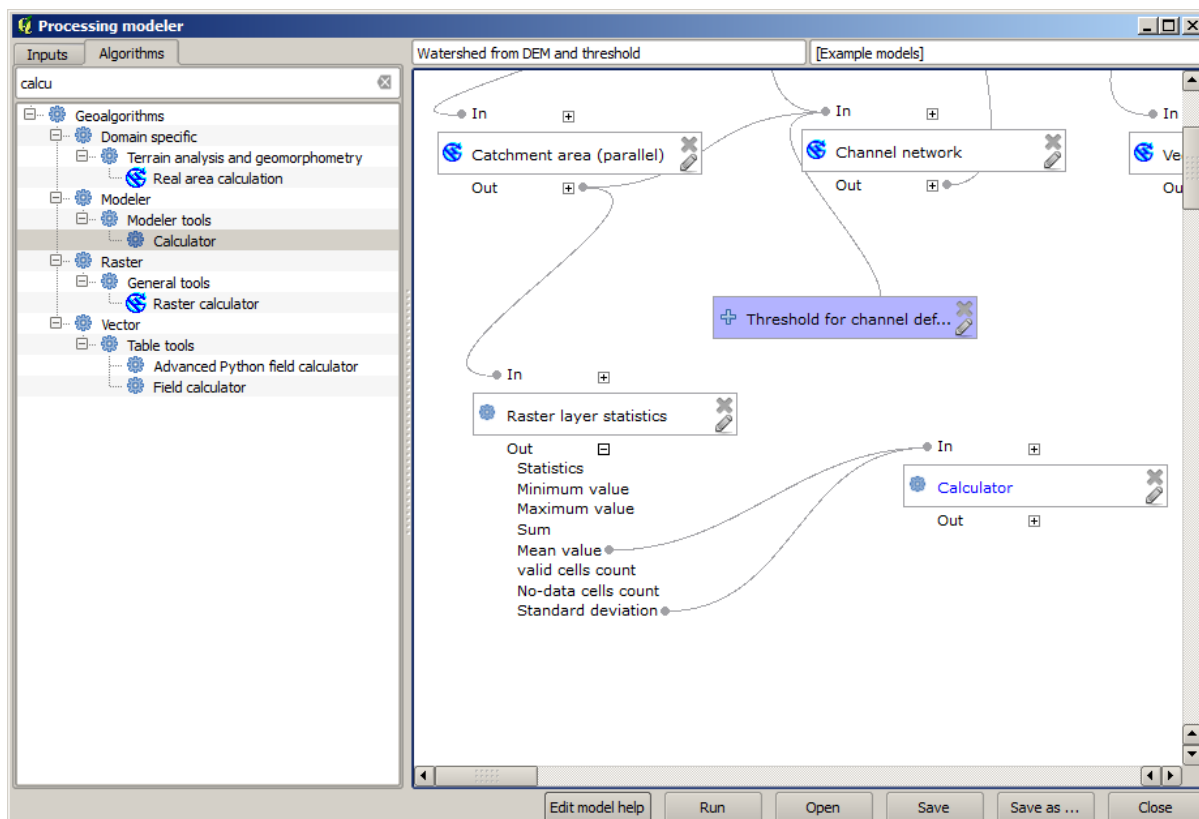 Processing modeler
Inputs Algorithms
calcu
Geoalgorithms
Domain specific
Terrain analysis and geomorphometry
Real area calculation
Modeler
Modeler tools
Calculator
Raster
General tools
Raster calculator
Vector
Table tools
Advanced Python field calculator
Field calculator
Watershed from DEM and threshold
[Example models]
In
Catchment area (parallel)
Out
In
Channel network
Out
In
Ve
Ou
Threshold for channel def...
In
Raster layer statistics
Out
Statistics
Minimum value
Maximum value
Sum
Mean value
valid cells count
No-data cells count
Standard deviation
In
Calculator
Out
Edit model help Run Open Save Save as ... Close